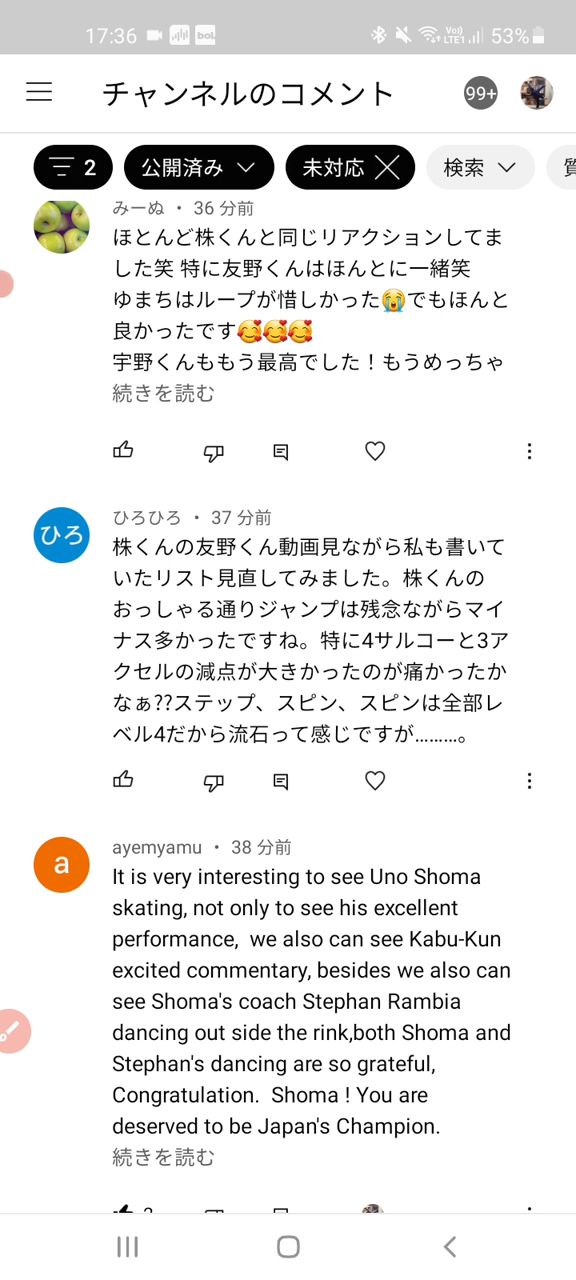 17:36 bol Vo)) LTE1 53%
チャンネルのコメント 99+
2 公開済み 未対応 検索 質
みーぬ ・ 36 分前
ほとんど株くんと同じリアクションしてま
した笑 特に友野くんはほんとに一緒笑
ゆまちはループが惜しかった😭でもほんと
良かったです🥰🥰🥰
宇野くんももう最高でした！もうめっちゃ
続きを読む
ひろ
ひろひろ ・ 37 分前
株くんの友野くん動画見ながら私も書いて
いたリスト見直してみました。株くんの
おっしゃる通りジャンプは残念ながらマイ
ナス多かったですね。特に4サルコーと3ア
クセルの減点が大きかったのが痛かったか
なぁ??ステップ、スピン、スピンは全部レ
ベル4だから流石って感じですが………。
a
ayemyamu ・ 38 分前
It is very interesting to see Uno Shoma
skating, not only to see his excellent
performance,  we also can see Kabu-Kun
excited commentary, besides we also can
see Shoma's coach Stephan Rambia
dancing out side the rink,both Shoma and
Stephan's dancing are so grateful,
Congratulation.  Shoma ! You are
deserved to be Japan's Champion.
続きを読む